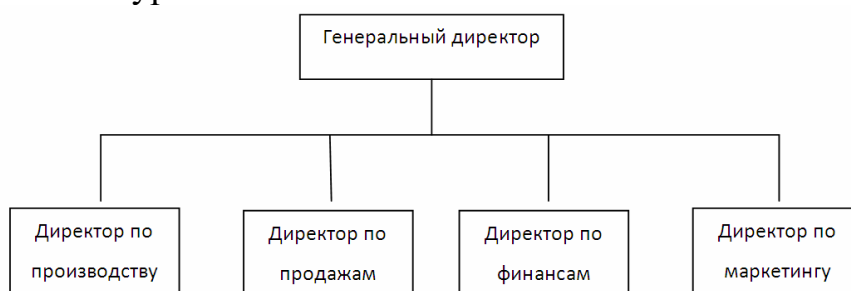 Генеральный директор
Директор по
производству
Директор по
продажам
Директор по
финансам
Директор по
маркетингу